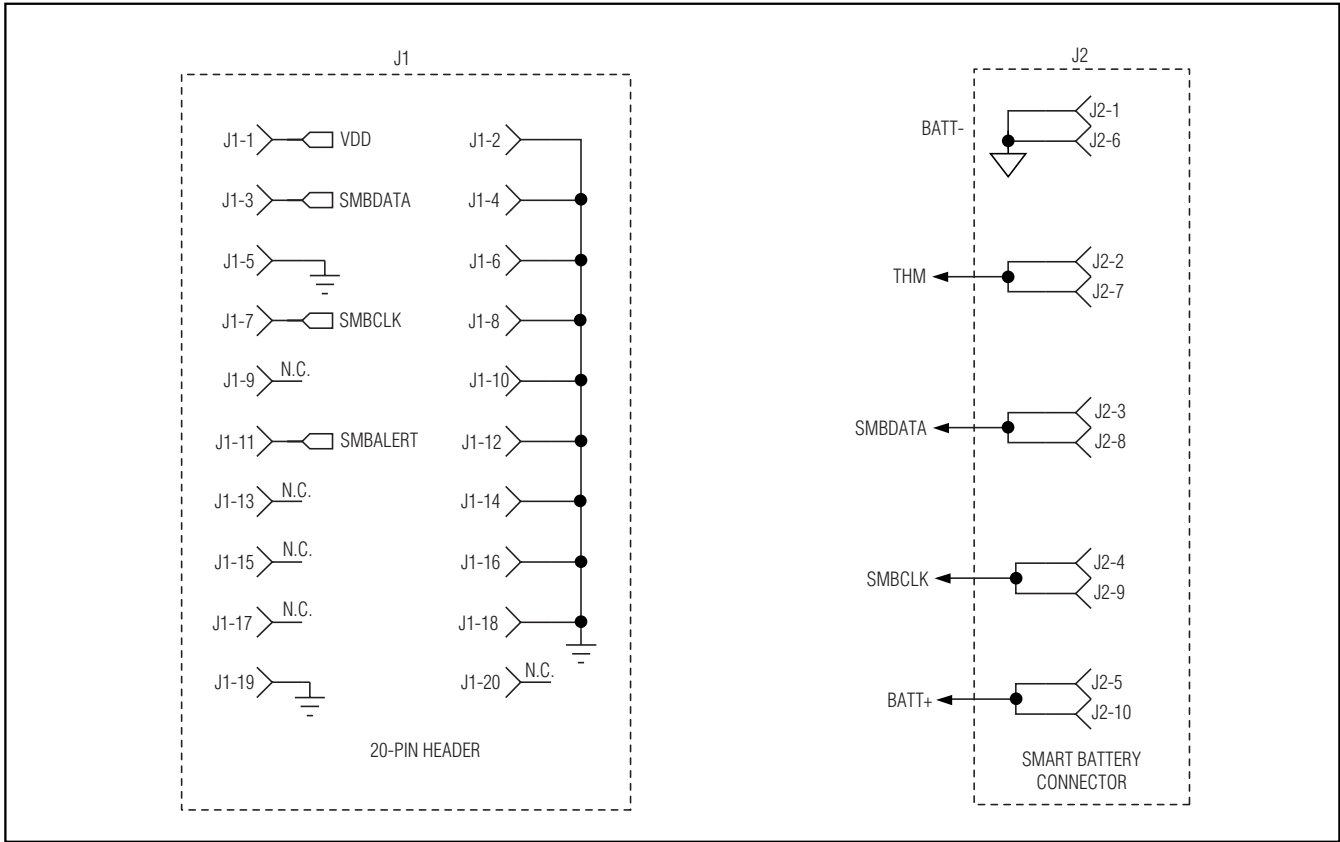 J1
J1-1 VDD J1-2
J1-3 SMBDATA J1-4
J1-5 J1-6
J1-7 SMBCLK J1-8
J1-9 N.C. J1-10
J1-11 SMBALERT J1-12
J1-13 N.C. J1-14
J1-15 N.C. J1-16
J1-17 N.C. J1-18
J1-19 J1-20 N.C.
20-PIN HEADER
J2
BATT-
J2-1
J2-6
THM
J2-2
J2-7
SMBDATA
J2-3
J2-8
SMBCLK
J2-4
J2-9
BATT+
J2-5
J2-10
SMART BATTERY
CONNECTOR